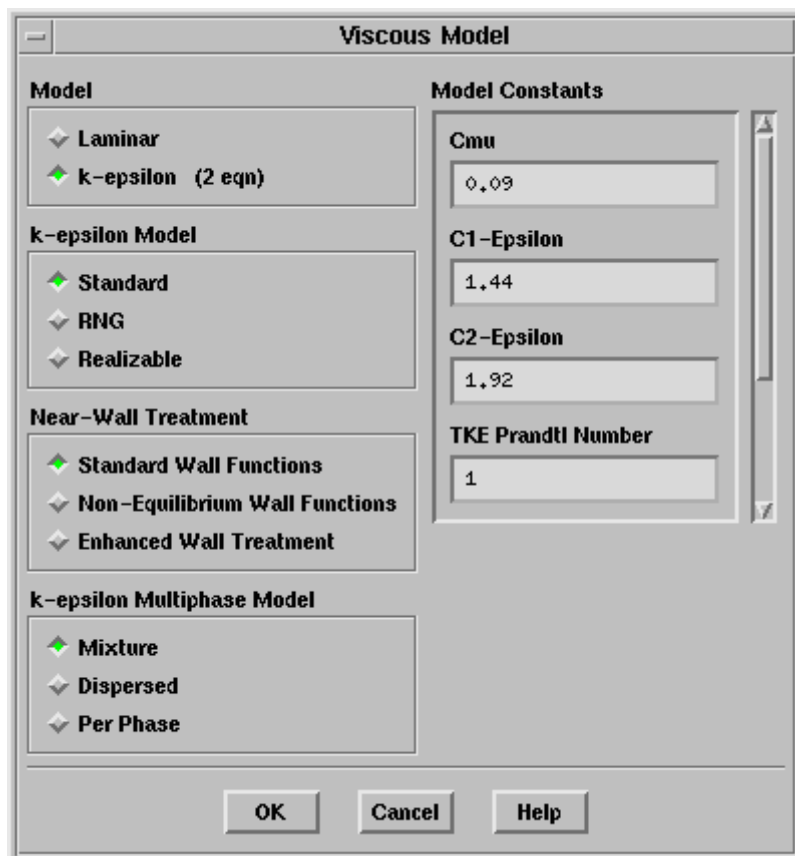 Viscous Model
Model
Laminar
k-epsilon (2 eqn)
k-epsilon Model
Standard
RNG
Realizable
Near-Wall Treatment
Standard Wall Functions
Non-Equilibrium Wall Functions
Enhanced Wall Treatment
k-epsilon Multiphase Model
Mixture
Dispersed
Per Phase
Model Constants
Cmu
0.09
C1-Epsilon
1.44
C2-Epsilon
1.92
TKE Prandtl Number
1
OK Cancel Help